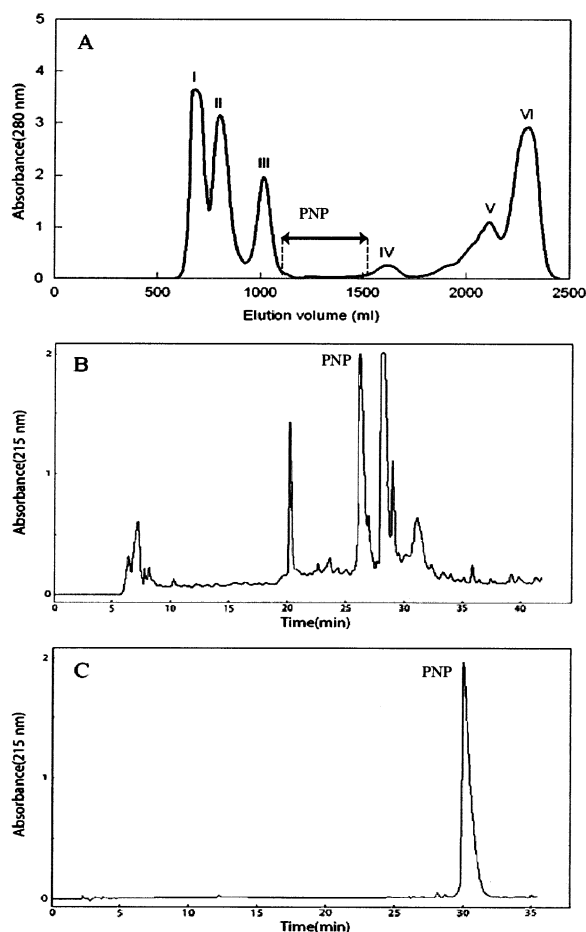 A
Absorbance(280 nm)
5
4
3
2
1
0
I
II
III
PNP
IV
V
VI
0 500 1000 1500 2000 2500
Elution volume (ml)
B
Absorbance(215 nm)
2
1
0
PNP
0 5 10 15 20 25 30 35 40
Time(min)
C
Absorbance(215 nm)
2
1
0
PNP
0 5 10 15 20 25 30 35
Time(min)